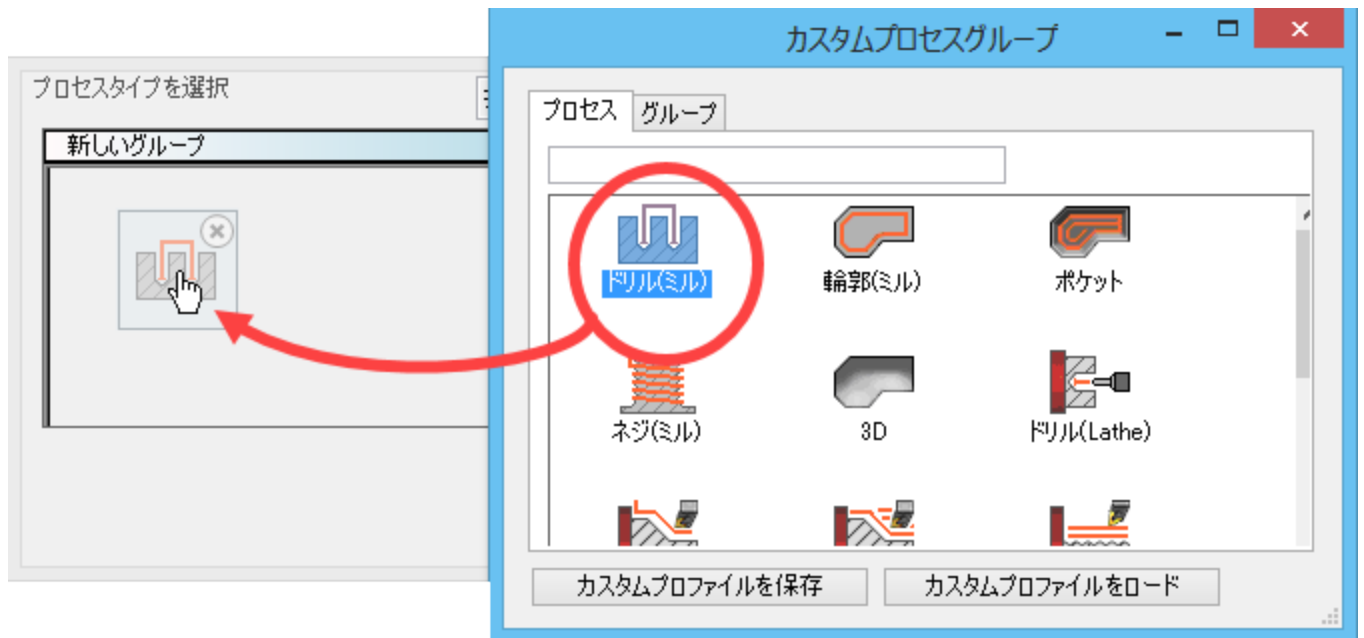 カスタムプロセスグループ
プロセスタイプを選択
新しいグループ
プロセス グループ
ドリル(ミル) 輪郭(ミル) ポケット
ネジ(ミル) 3D ドリル(Lathe)
カスタムプロファイルを保存 カスタムプロファイルをロード